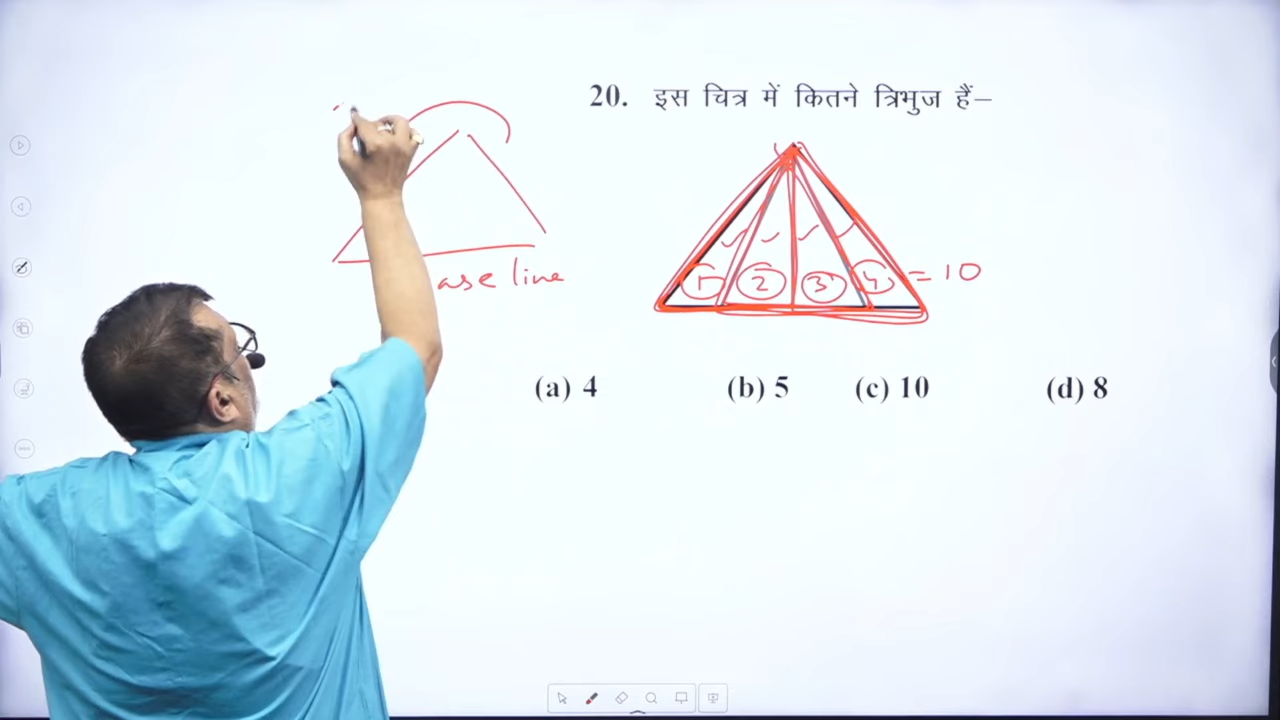 20. इस चित्र में कितने त्रिभुज हैं–
1 2 3 4 = 10
ase line
(a) 4 (b) 5 (c) 10 (d) 8